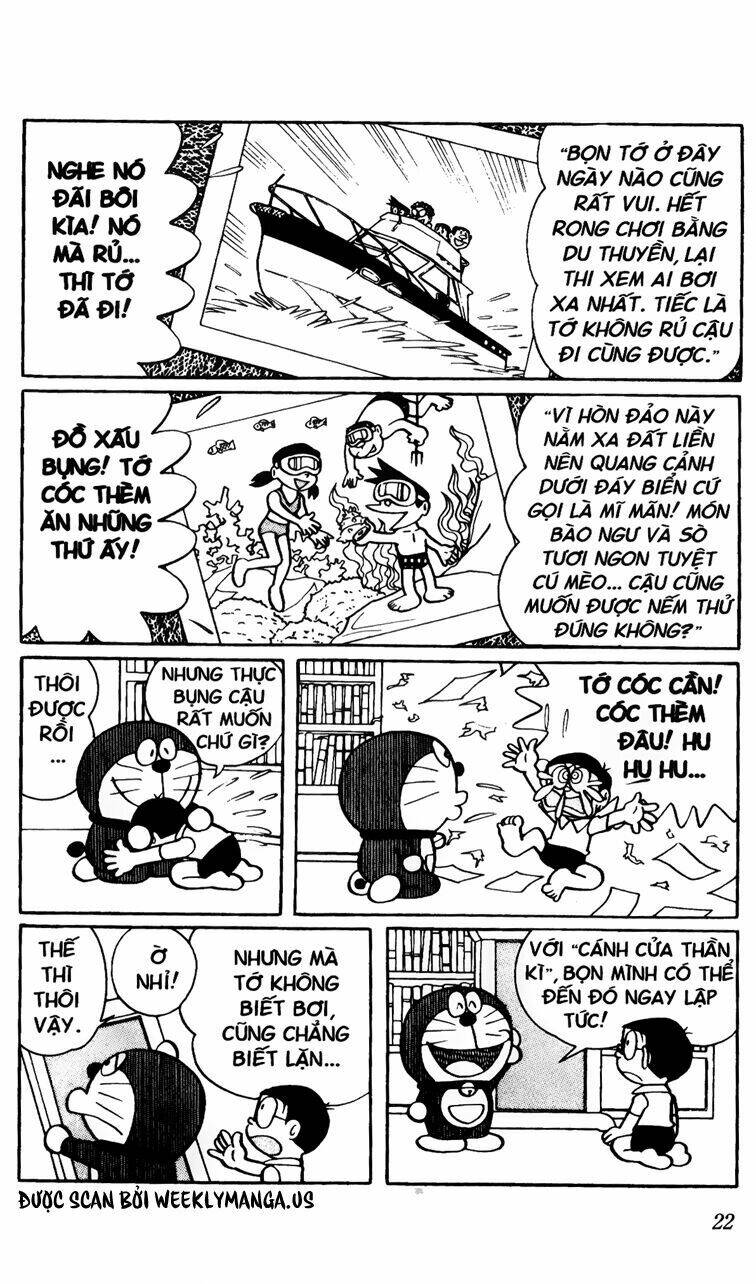 "BỌN TỚ Ở ĐÂY
NGÀY NÀO CŨNG
RẤT VUI. HẾT
RONG CHƠI BẰNG
DU THUYỀN, LẠI
THI XEM AI BƠI
XA NHẤT. TIẾC LÀ
TỚ KHÔNG RỦ CẬU
ĐI CÙNG ĐƯỢC."
NGHE NÓ
ĐÃI BÔI
KÌA! NÓ
MÀ RỦ...
THÌ TỚ
ĐÃ ĐI!
"VÌ HÒN ĐẢO NÀY
NẰM XA ĐẤT LIỀN
NÊN QUANG CẢNH
DƯỚI ĐÁY BIỂN CỨ
GỌI LÀ MĨ MÃN! MÓN
BÀO NGƯ VÀ SÒ
TƯƠI NGON TUYỆT
CÚ MÈO... CẬU CŨNG
MUỐN ĐƯỢC NẾM THỬ
ĐÚNG KHÔNG?"
ĐỒ XẤU
BỤNG! TỚ
CÓC THÈM
ĂN NHỮNG
THỨ ẤY!
TỚ CÓC CẦN!
CÓC THÈM
ĐÂU! HU
HU HU...
NHƯNG THỰC
BỤNG CẬU
RẤT MUỐN
CHỨ GÌ?
THÔI
ĐƯỢC
RỒI
...
VỚI "CÁNH CỬA THẦN
KÌ", BỌN MÌNH CÓ THỂ
ĐẾN ĐÓ NGAY LẬP
TỨC!
NHƯNG MÀ
TỚ KHÔNG
BIẾT BƠI,
CŨNG CHẲNG
BIẾT LẶN...
Ờ
NHỈ!
THẾ
THÌ
THÔI
VẬY.
ĐƯỢC SCAN BỞI WEEKLYMANGA.US
22